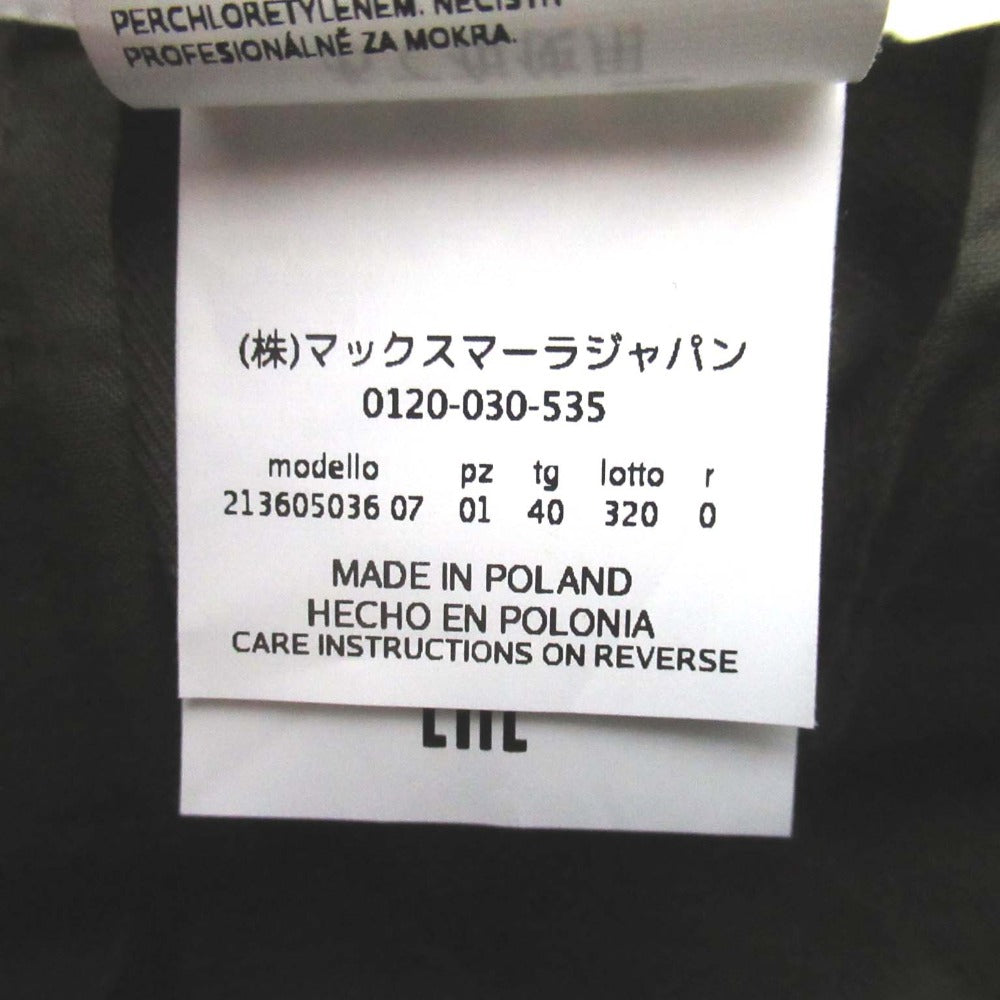 PERCHLORETYLENEM. NEČISTIT
PROFESIONÁLNĚ ZA MOKRA.
(株)マックスマーラジャパン
0120-030-535
modello pz tg lotto r
213605036 07 01 40 320 0
MADE IN POLAND
HECHO EN POLONIA
CARE INSTRUCTIONS ON REVERSE